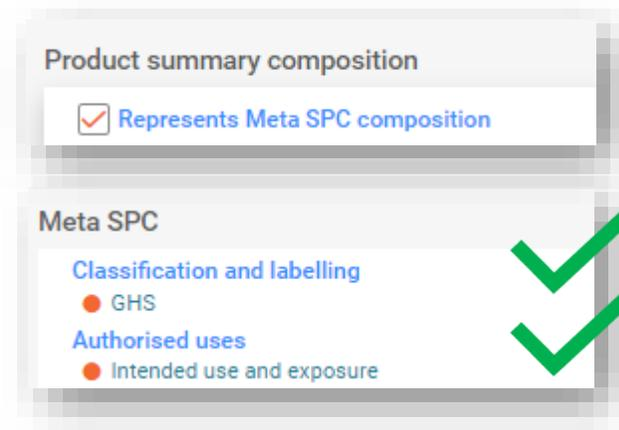 Product summary composition
Represents Meta SPC composition
Meta SPC
Classification and labelling
GHS
Authorised uses
Intended use and exposure